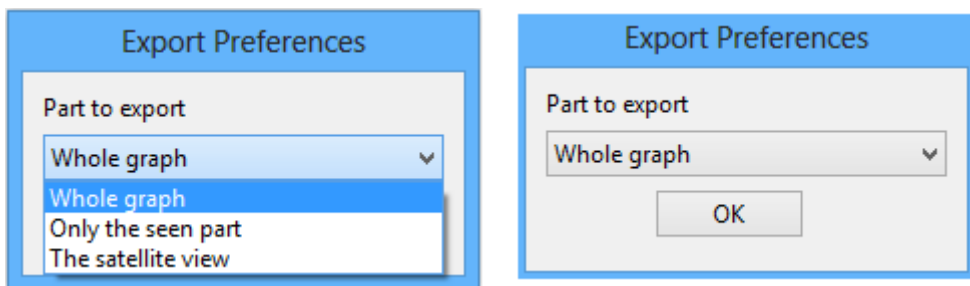 Export Preferences
Part to export
Whole graph
Whole graph
Only the seen part
The satellite view
Export Preferences
Part to export
Whole graph
OK